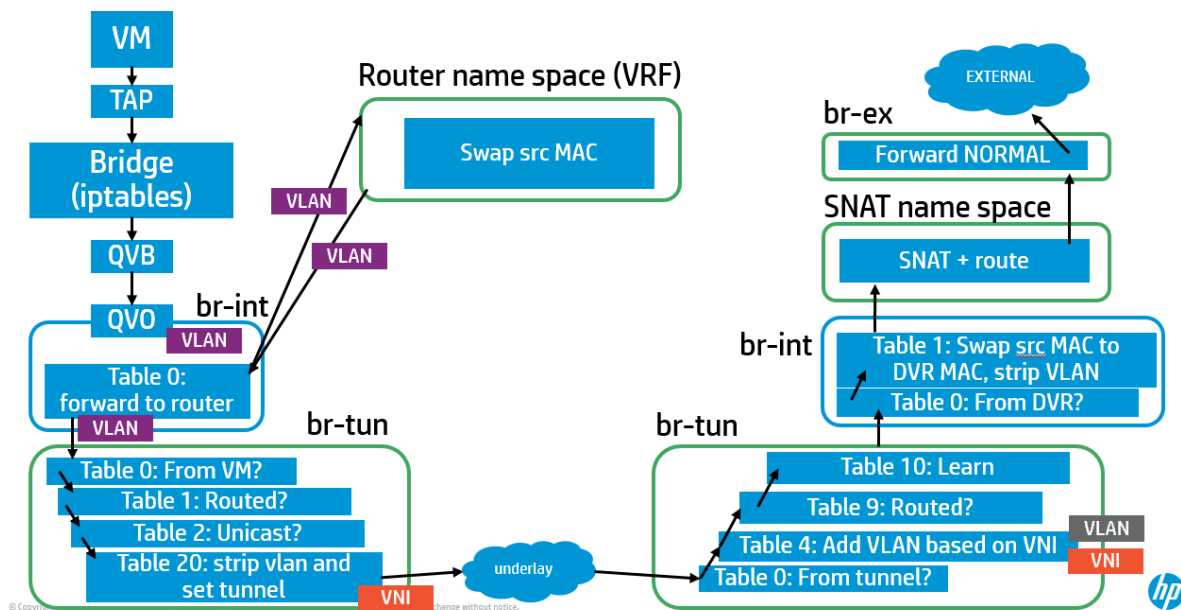 VM
TAP
Bridge
(iptables)
QVB
QVO
VLAN
br-int
Table 0:
forward to router
VLAN
Router name space (VRF)
Swap src MAC
VLAN
VLAN
br-tun
Table 0: From VM?
Table 1: Routed?
Table 2: Unicast?
Table 20: strip vlan and
set tunnel
VNI
underlay
br-tun
Table 10: Learn
Table 9: Routed?
VLAN
Table 4: Add VLAN based on VNI
VNI
Table 0: From tunnel?
br-int
Table 1: Swap src MAC to
DVR MAC, strip VLAN
Table 0: From DVR?
SNAT name space
SNAT + route
br-ex
Forward NORMAL
EXTERNAL
change without notice.
hp